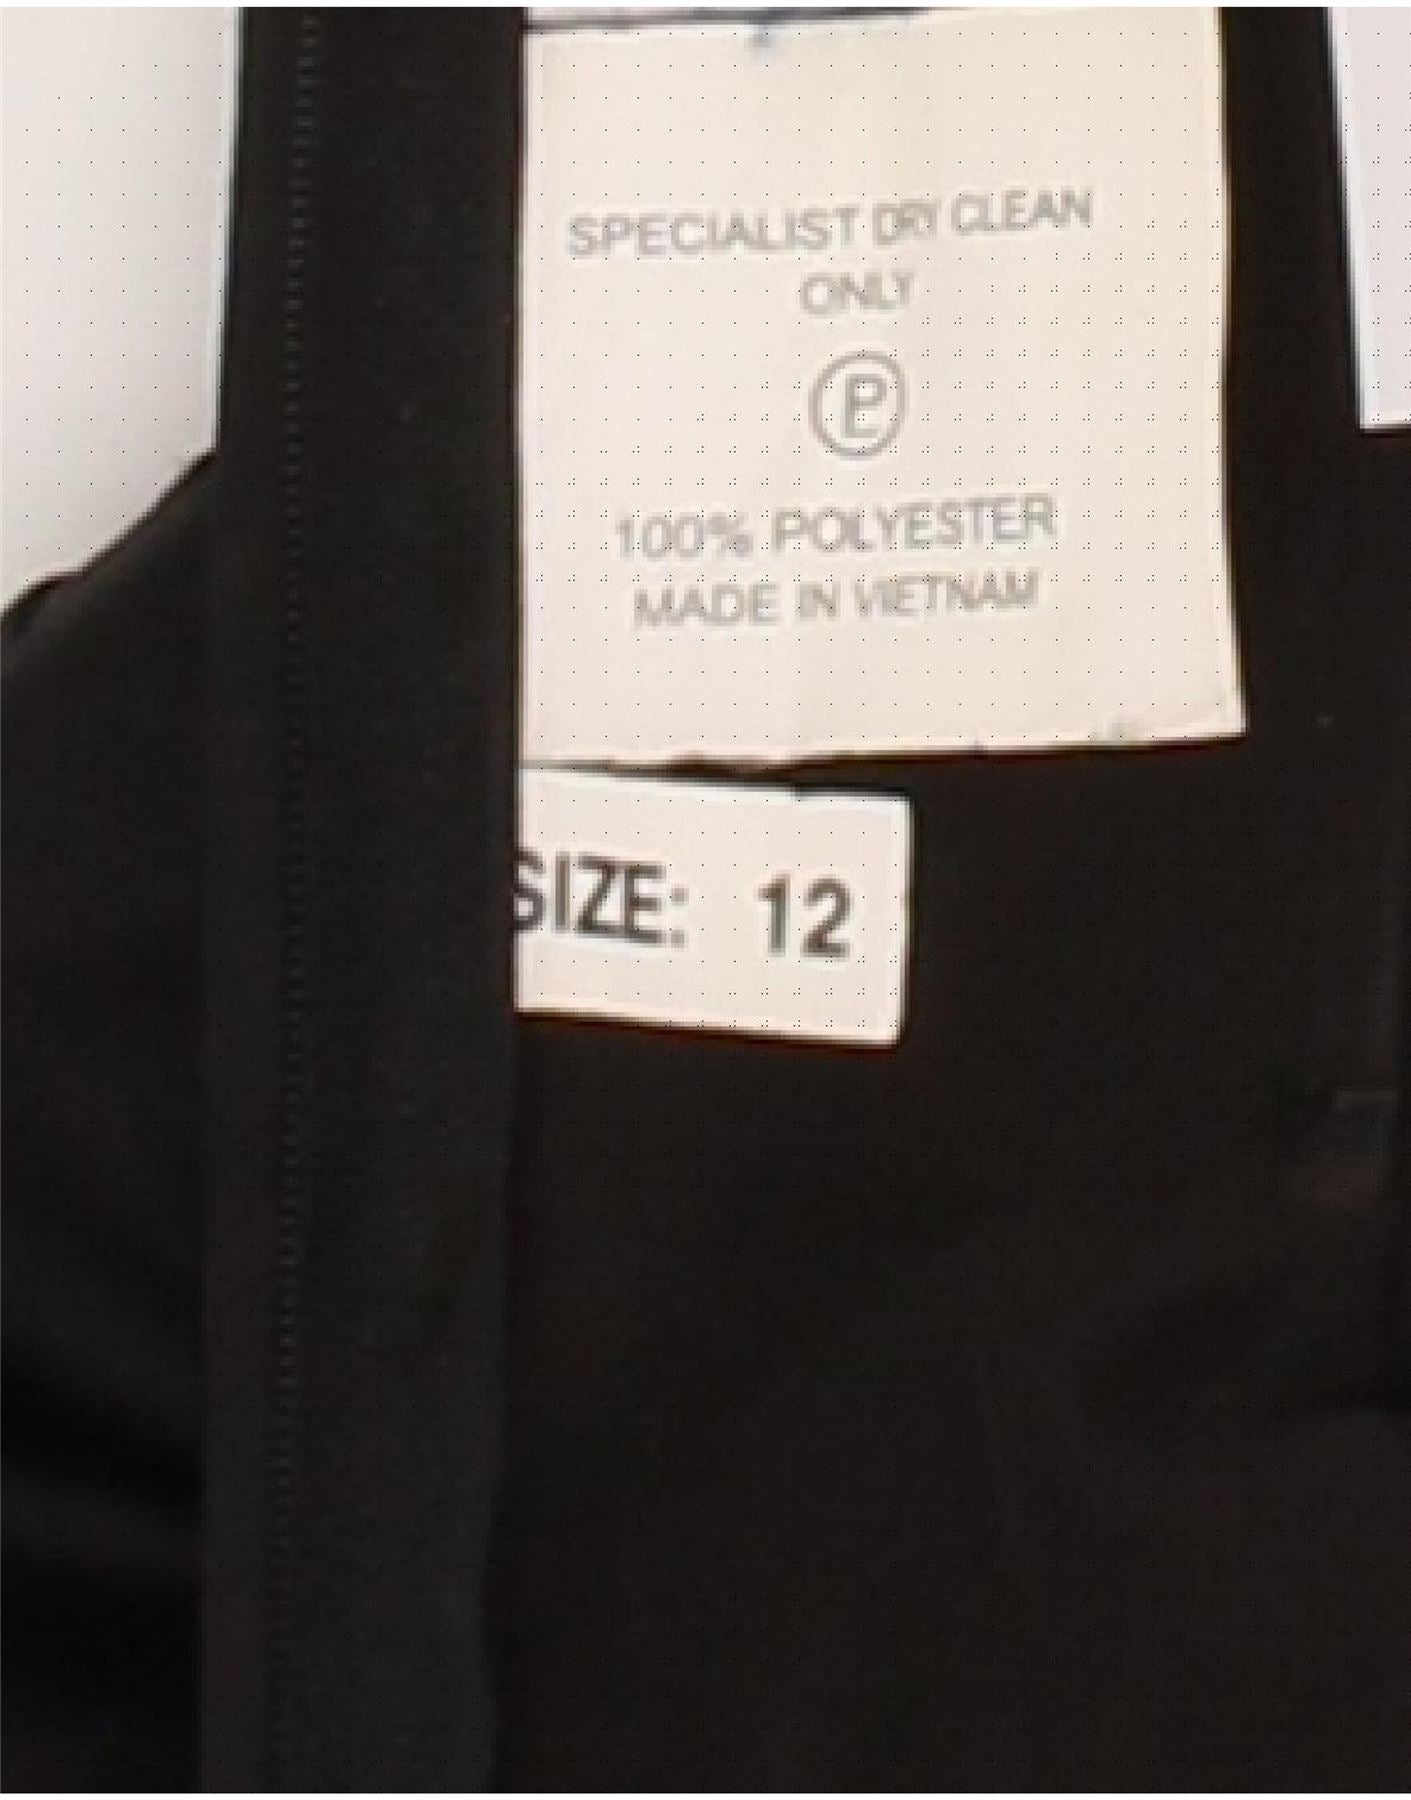 SPECIALIST DRY CLEAN
ONLY
P
100% POLYESTER
MADE IN VIETNAM
SIZE: 12